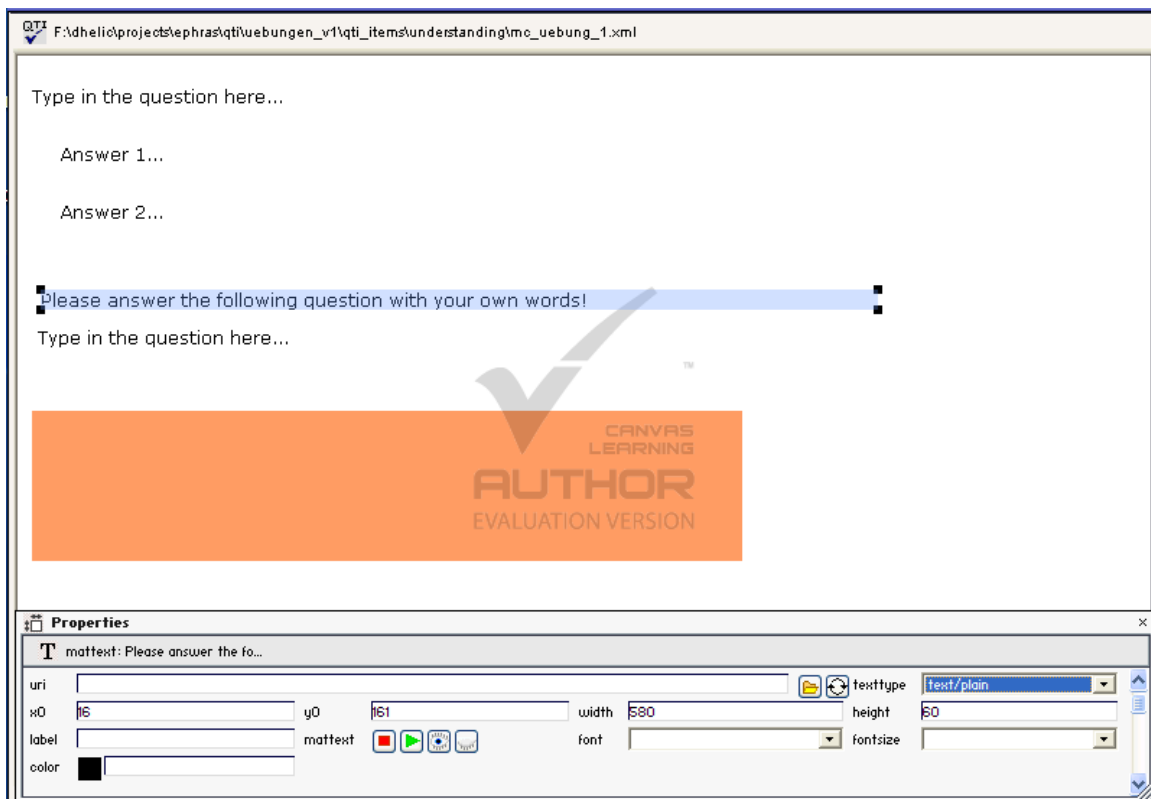 QTI F:\dhelic\projects\ephras\qti\uebungen_v1\qti_items\understanding\mc_uebung_1.xml
Type in the question here...
Answer 1...
Answer 2...
Please answer the following question with your own words!
Type in the question here...
™
CANVAS
LEARNING
AUTHOR
EVALUATION VERSION
Properties
T mattext: Please answer the fo...
uri texttype text/plain
x0 16 y0 161 width 580 height 60
label mattext font fontsize
color